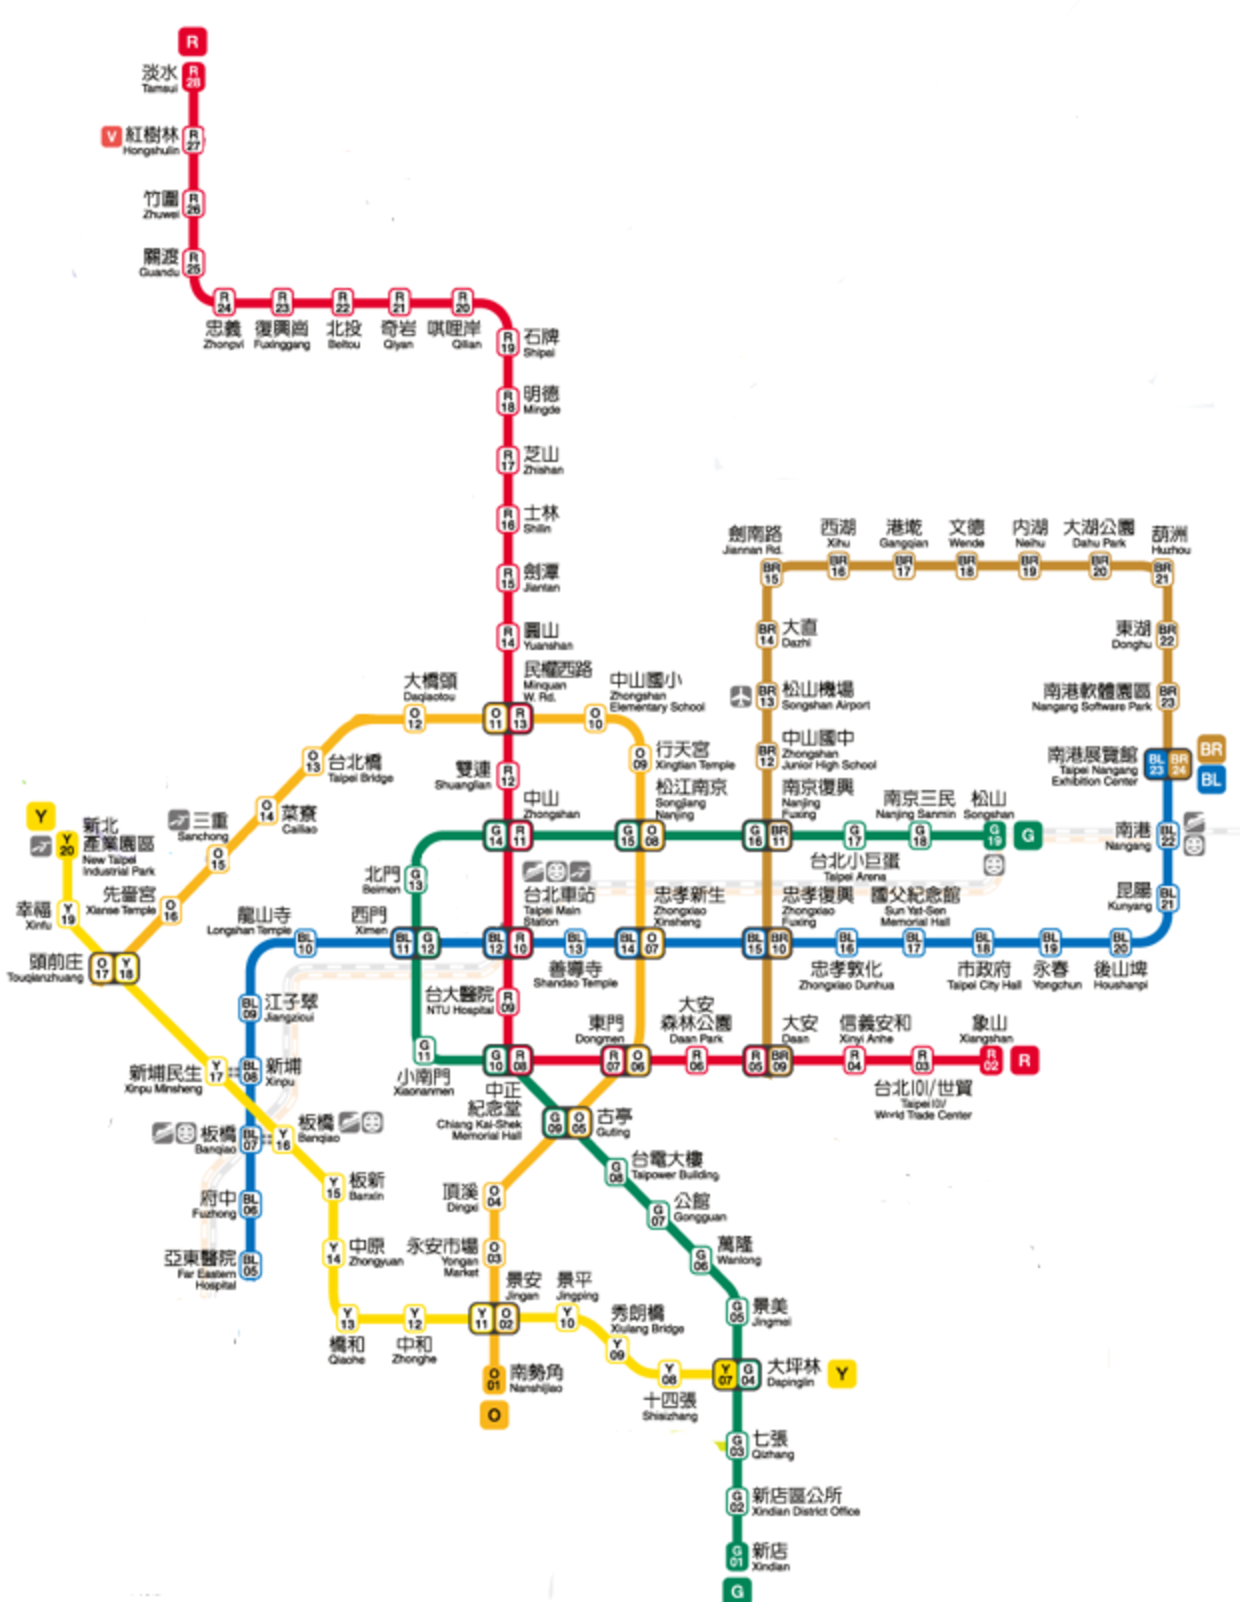 R
淡水
Tamsui
R
28
V
紅樹林
Hongshulin
R
27
竹圍
Zhuwei
R
26
關渡
Guandu
R
25
R
24
忠義
R
23
復興崗
Fuxinggang
R
22
北投
Beitou
R
21
奇岩
Qiyan
R
20
唭哩岸
Qilian
R
19
石牌
Shipai
R
18
明德
Mingde
R
17
芝山
Zhishan
R
16
士林
Shilin
R
15
劍潭
Jiantan
R
14
圓山
Yuanshan
民權西路
Minquan
W. Rd.
O
11
R
13
大橋頭
Daqiaotou
O
12
中山國小
Zhongshan
Elementary School
O
10
O
09
行天宮
Xingtian Temple
O
13
台北橋
Taipei Bridge
雙連
Shuanglian
R
12
O
14
菜寮
Cailiao
三重
Sanchong
O
15
先嗇宮
Xianse Temple
O
16
中山
Zhongshan
G
14
R
11
松江南京
Songjiang
Nanjing
G
15
O
08
劍南路
Jiannan Rd.
BR
15
西湖
Xihu
BR
16
港墘
Gangqian
BR
17
文德
Wende
BR
18
內湖
Neihu
BR
19
大湖公園
Dahu Park
BR
20
葫洲
Huzhou
BR
21
BR
14
大直
Dazhi
東湖
Donghu
BR
22
BR
13
松山機場
Songshan Airport
南港軟體園區
Nangang Software Park
BR
23
BR
12
中山國中
Zhongshan
Junior High School
南港展覽館
Taipei Nangang
Exhibition Center
BL
23
BR
24
BR
BL
南京復興
Nanjing
Fuxing
G
16
BR
11
南京三民
Nanjing Sanmin
G
17
G
18
台北小巨蛋
Taipei Arena
松山
Songshan
G
19
G
南港
Nangang
BL
22
昆陽
Kunyang
BL
21
Y
Y
20
新北
產業園區
New Taipei
Industrial Park
幸福
Xinfu
Y
19
頭前庄
Touqianzhuang
O
17
Y
18
龍山寺
Longshan Temple
BL
10
北門
Beimen
G
13
西門
Ximen
BL
11
G
12
台北車站
Taipei Main
Station
BL
12
R
10
BL
13
善導寺
Shandao Temple
忠孝新生
Zhongxiao
Xinsheng
BL
14
O
07
忠孝復興
Zhongxiao
Fuxing
BL
15
BR
10
BL
16
忠孝敦化
Zhongxiao Dunhua
國父紀念館
Sun Yat-Sen
Memorial Hall
BL
17
BL
18
市政府
Taipei City Hall
BL
19
永春
Yongchun
BL
20
後山埤
Houshanpi
BL
09
江子翠
Jiangzicui
台大醫院
NTU Hospital
R
09
G
11
小南門
Xiaonanmen
G
10
R
08
中正
紀念堂
Chiang Kai-Shek
Memorial Hall
東門
Dongmen
R
07
O
06
大安
森林公園
Daan Park
R
06
大安
Daan
R
05
BR
09
信義安和
Xinyi Anhe
R
04
R
03
台北101/世貿
Taipei 101/
World Trade Center
象山
Xiangshan
R
02
R
新埔民生
Xinpu Minsheng
Y
17
BL
08
新埔
Xinpu
板橋
Banqiao
BL
07
Y
16
板橋
Banqiao
G
09
O
05
古亭
Guting
G
08
台電大樓
Taipower Building
府中
Fuzhong
BL
06
Y
15
板新
Banxin
頂溪
Dingxi
O
04
G
07
公館
Gongguan
亞東醫院
Far Eastern
Hospital
BL
05
Y
14
中原
Zhongyuan
永安市場
Yongan
Market
O
03
G
06
萬隆
Wanlong
Y
13
橋和
Qiaohe
Y
12
中和
Zhonghe
景安
Jingan
Y
11
O
02
景平
Jingping
Y
10
秀朗橋
Xiulang Bridge
Y
09
G
05
景美
Jingmei
Y
08
十四張
Shisizhang
Y
07
G
04
大坪林
Dapinglin
Y
O
01
南勢角
Nanshijiao
O
G
03
七張
Qizhang
G
02
新店區公所
Xindian District Office
G
01
新店
Xindian
G